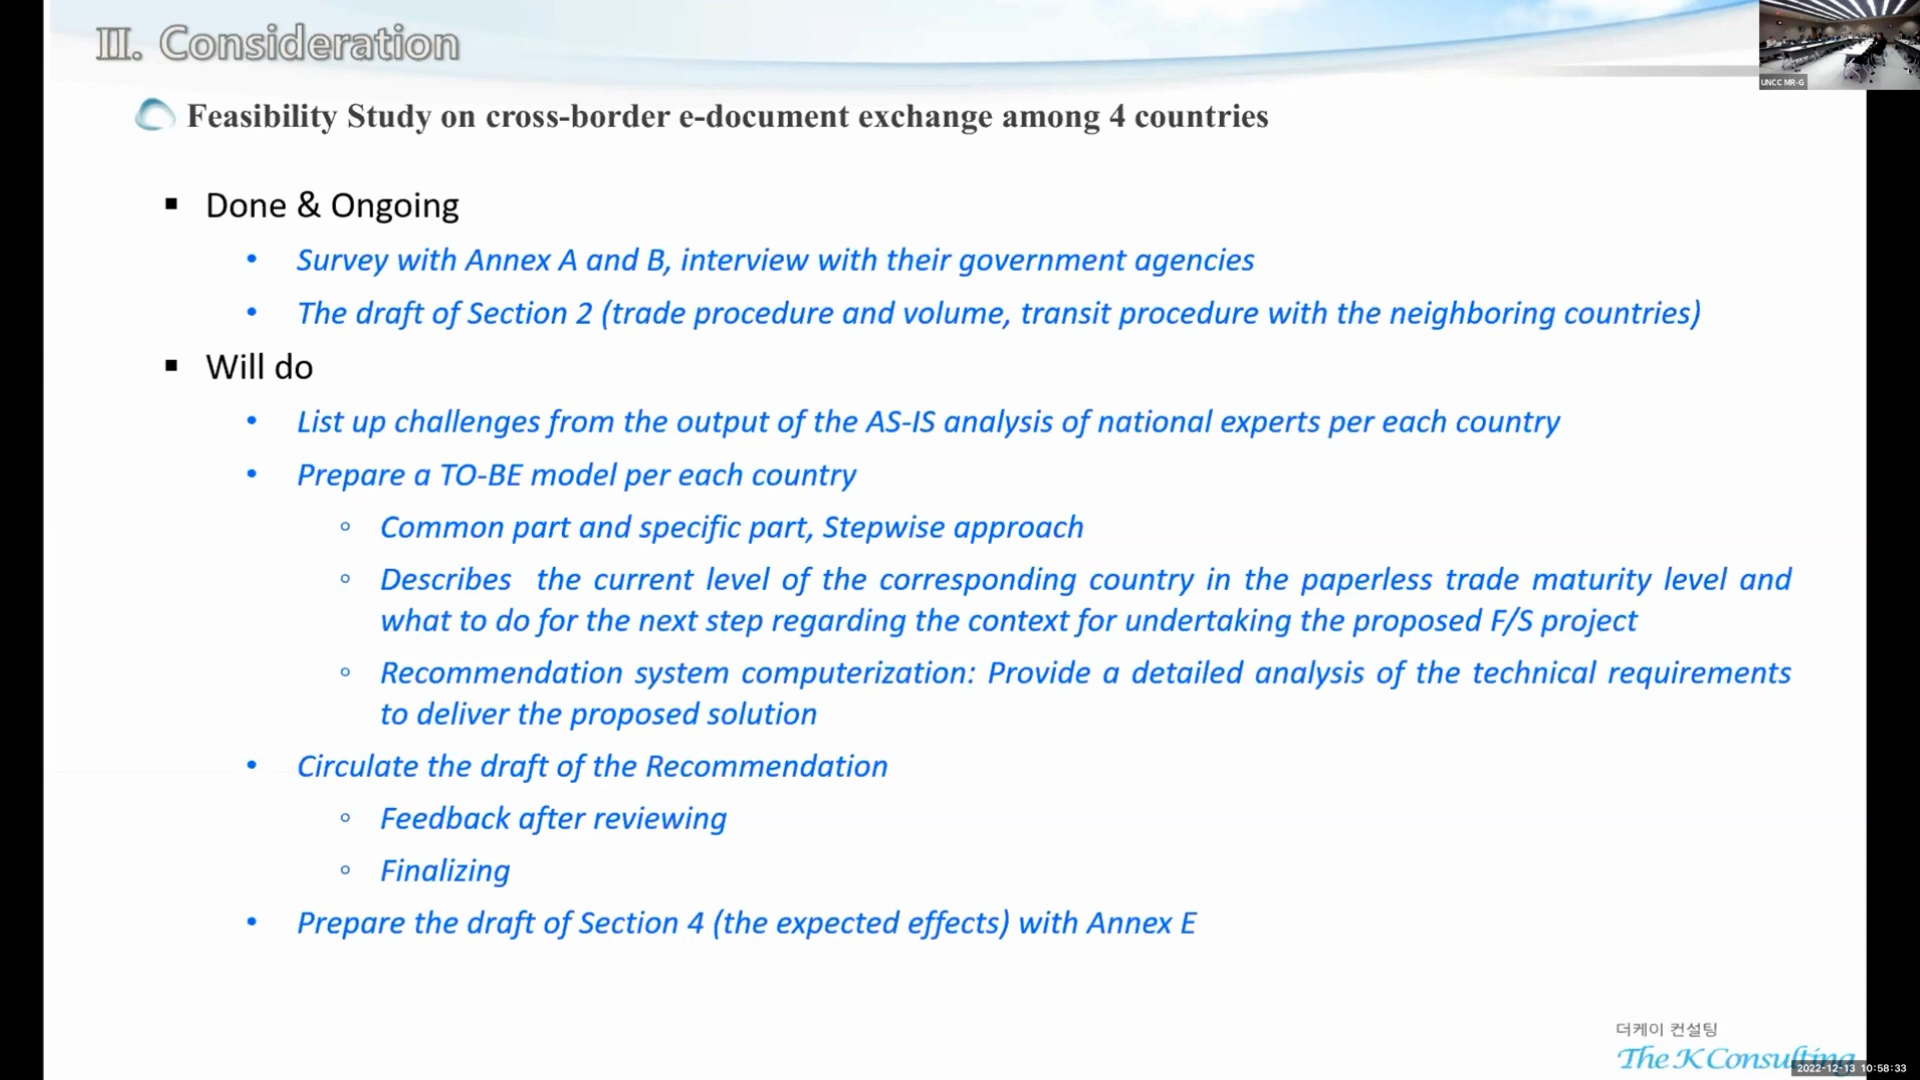 III. Consideration
UNCC MR-G
Feasibility Study on cross-border e-document exchange among 4 countries
▪ Done & Ongoing
• Survey with Annex A and B, interview with their government agencies
• The draft of Section 2 (trade procedure and volume, transit procedure with the neighboring countries)
▪ Will do
• List up challenges from the output of the AS-IS analysis of national experts per each country
• Prepare a TO-BE model per each country
◦ Common part and specific part, Stepwise approach
◦ Describes the current level of the corresponding country in the paperless trade maturity level and
what to do for the next step regarding the context for undertaking the proposed F/S project
◦ Recommendation system computerization: Provide a detailed analysis of the technical requirements
to deliver the proposed solution
• Circulate the draft of the Recommendation
◦ Feedback after reviewing
◦ Finalizing
• Prepare the draft of Section 4 (the expected effects) with Annex E
더케이 컨설팅
The K Consulting
2022-12-13 10:58:33